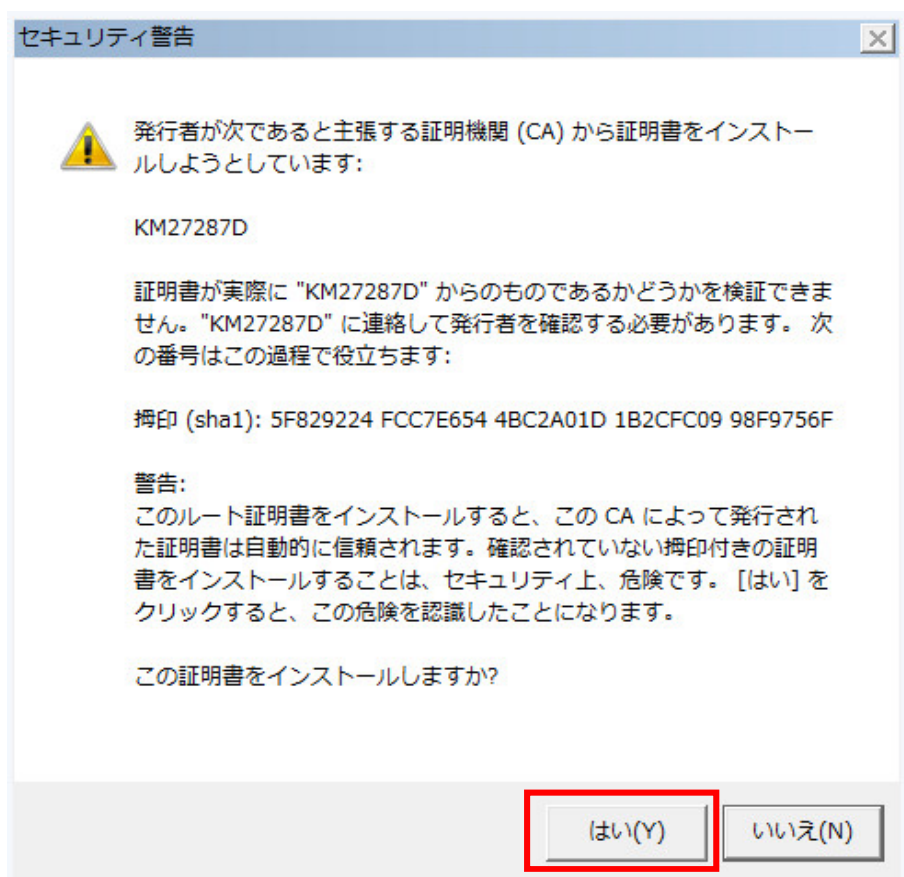 セキュリティ警告
発行者が次であると主張する証明機関 (CA) から証明書をインストー
ルしようとしています:
KM27287D
証明書が実際に "KM27287D" からのものであるかどうかを検証できま
せん。"KM27287D" に連絡して発行者を確認する必要があります。 次
の番号はこの過程で役立ちます:
拇印 (sha1): 5F829224 FCC7E654 4BC2A01D 1B2CFC09 98F9756F
警告:
このルート証明書をインストールすると、この CA によって発行され
た証明書は自動的に信頼されます。確認されていない拇印付きの証明
書をインストールすることは、セキュリティ上、危険です。 [はい] を
クリックすると、この危険を認識したことになります。
この証明書をインストールしますか?
はい(Y) いいえ(N)